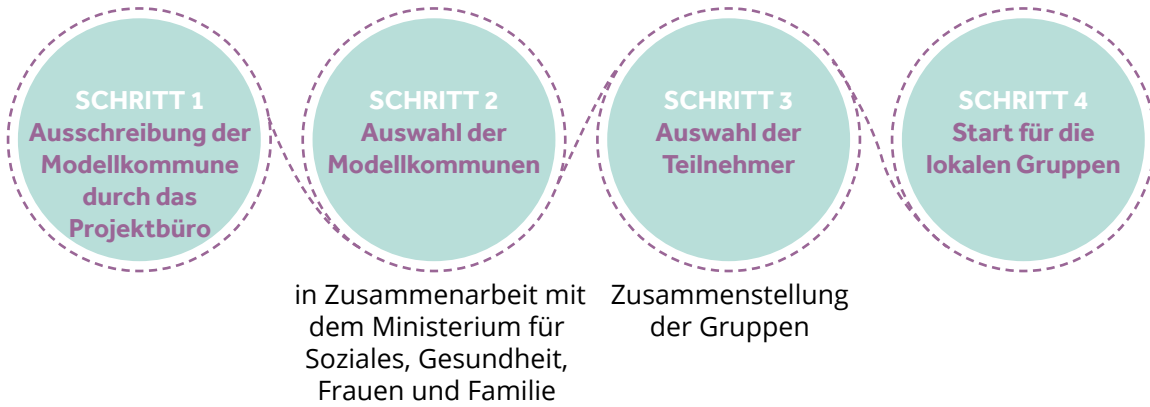 SCHRITT 1
Ausschreibung der
Modellkommune
durch das
Projektbüro
SCHRITT 2
Auswahl der
Modellkommunen
in Zusammenarbeit mit
dem Ministerium für
Soziales, Gesundheit,
Frauen und Familie
SCHRITT 3
Auswahl der
Teilnehmer
Zusammenstellung
der Gruppen
SCHRITT 4
Start für die
lokalen Gruppen